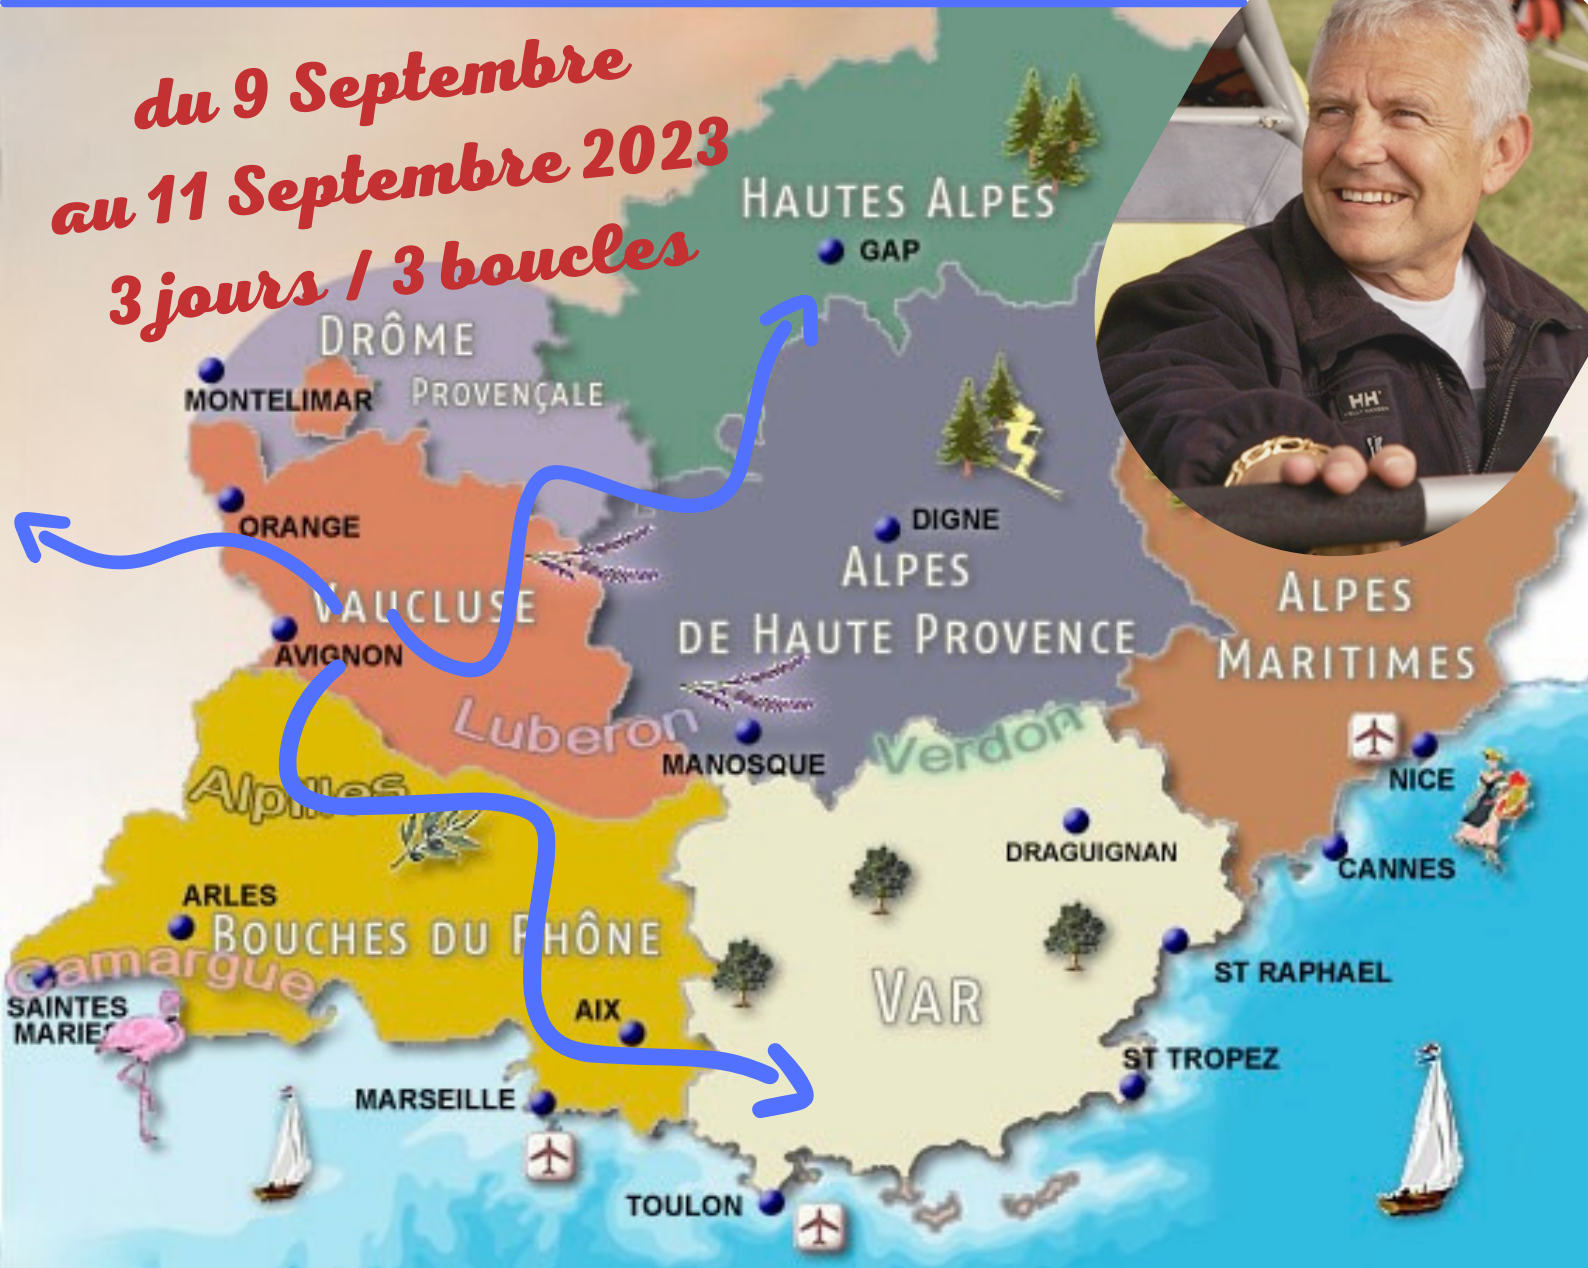 du 9 Septembre
au 11 Septembre 2023
3 jours / 3 boucles
HAUTES ALPES
GAP
DRÔME
PROVENÇALE
MONTELIMAR
ORANGE
VAUCLUSE
AVIGNON
DIGNE
ALPES
DE HAUTE PROVENCE
ALPES
MARITIMES
Luberon
MANOSQUE
Verdon
NICE
CANNES
Alpilles
DRAGUIGNAN
ARLES
BOUCHES DU RHÔNE
Camargue
SAINTES
MARIES
AIX
VAR
ST RAPHAEL
ST TROPEZ
MARSEILLE
TOULON
HH
HELLY HANSEN